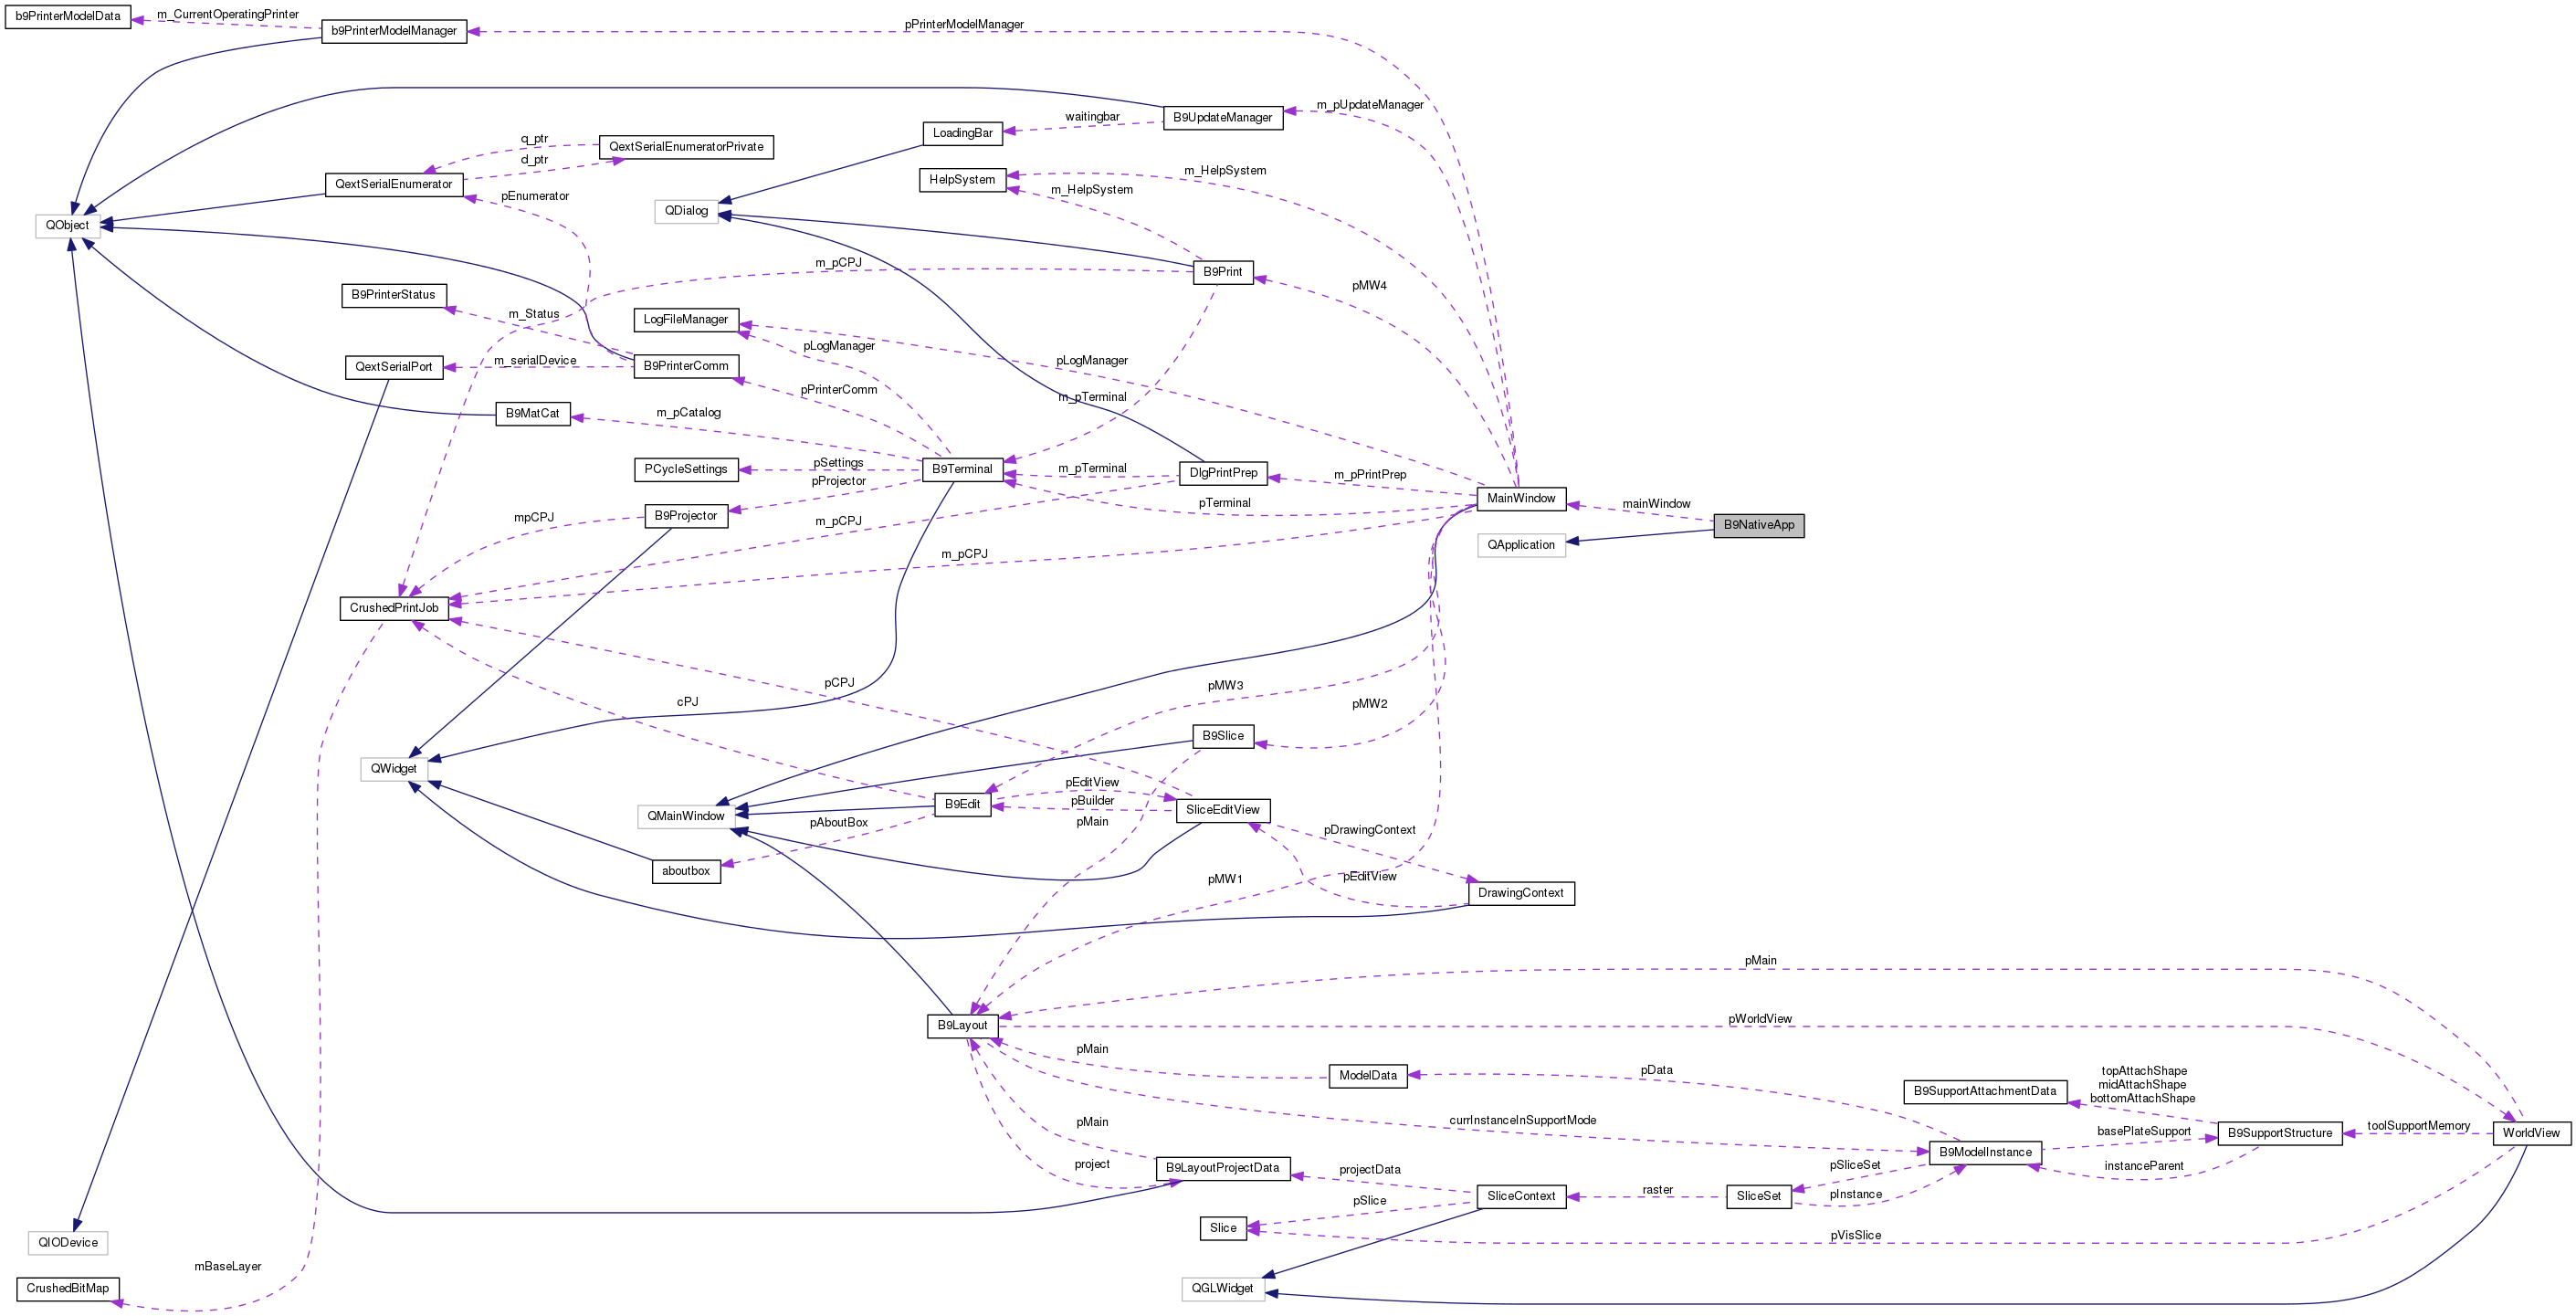 b9PrinterModelData
m_CurrentOperatingPrinter
b9PrinterModelManager
pPrinterModelManager
m_pUpdateManager
B9UpdateManager
waitingbar
LoadingBar
q_ptr
QextSerialEnumeratorPrivate
d_ptr
QextSerialEnumerator
pEnumerator
HelpSystem
m_HelpSystem
m_HelpSystem
QDialog
QObject
m_pCPJ
B9Print
pMW4
B9PrinterStatus
m_Status
LogFileManager
pLogManager
pLogManager
QextSerialPort
m_serialDevice
B9PrinterComm
pPrinterComm
m_pTerminal
B9MatCat
m_pCatalog
PCycleSettings
pSettings
B9Terminal
m_pTerminal
DlgPrintPrep
m_pPrintPrep
pProjector
pTerminal
MainWindow
mainWindow
B9NativeApp
B9Projector
mpCPJ
m_pCPJ
QApplication
m_pCPJ
CrushedPrintJob
pCPJ
cPJ
pMW3
pMW2
B9Slice
QWidget
pEditView
B9Edit
pBuilder
SliceEditView
QMainWindow
pMain
pAboutBox
pDrawingContext
aboutbox
pMW1
pEditView
DrawingContext
pMain
B9Layout
pWorldView
pMain
ModelData
pData
B9SupportAttachmentData
topAttachShape
midAttachShape
bottomAttachShape
pMain
currInstanceInSupportMode
basePlateSupport
B9SupportStructure
toolSupportMemory
WorldView
B9ModelInstance
project
B9LayoutProjectData
projectData
pSliceSet
instanceParent
pSlice
SliceContext
raster
SliceSet
pInstance
Slice
pVisSlice
QIODevice
mBaseLayer
CrushedBitMap
QGLWidget